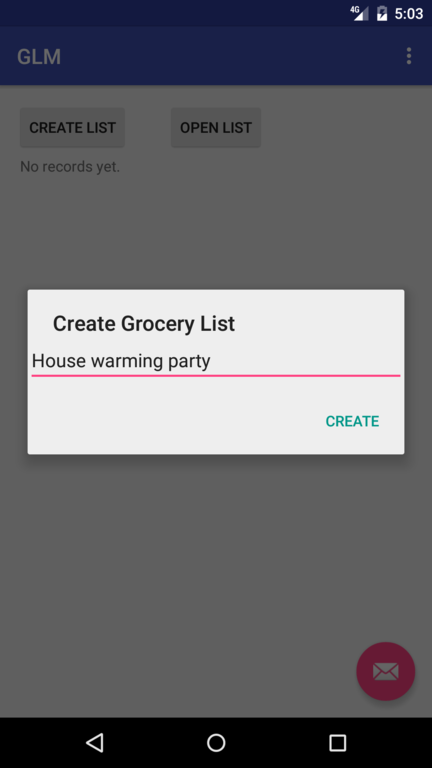 4G 5:03
GLM
CREATE LIST OPEN LIST
No records yet.
Create Grocery List
House warming party
CREATE